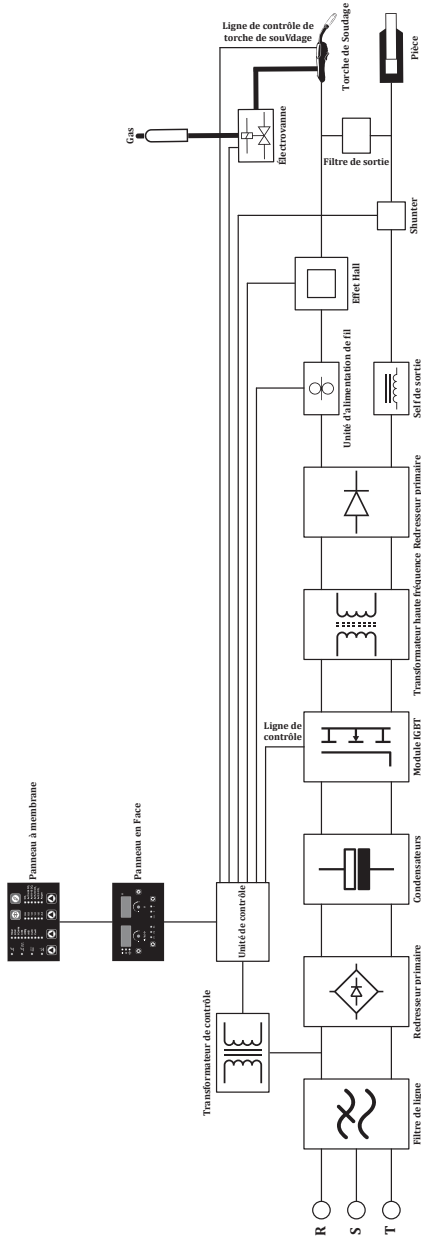 Panneau à membrane
Panneau en Face
Transformateur de contrôle
Unité de contrôle
Ligne de
contrôle
Ligne de contrôle de
torche de souVdage
Gas
Électrovanne
Torche de Soudage
Pièce
Filtre de sortie
Shunter
Effet Hall
Unité d'alimentation de fil
Self de sortie
Redresseur primaire
Transformateur haute fréquence
Module IGBT
Condensateurs
Redresseur primaire
Filtre de ligne
R
S
T